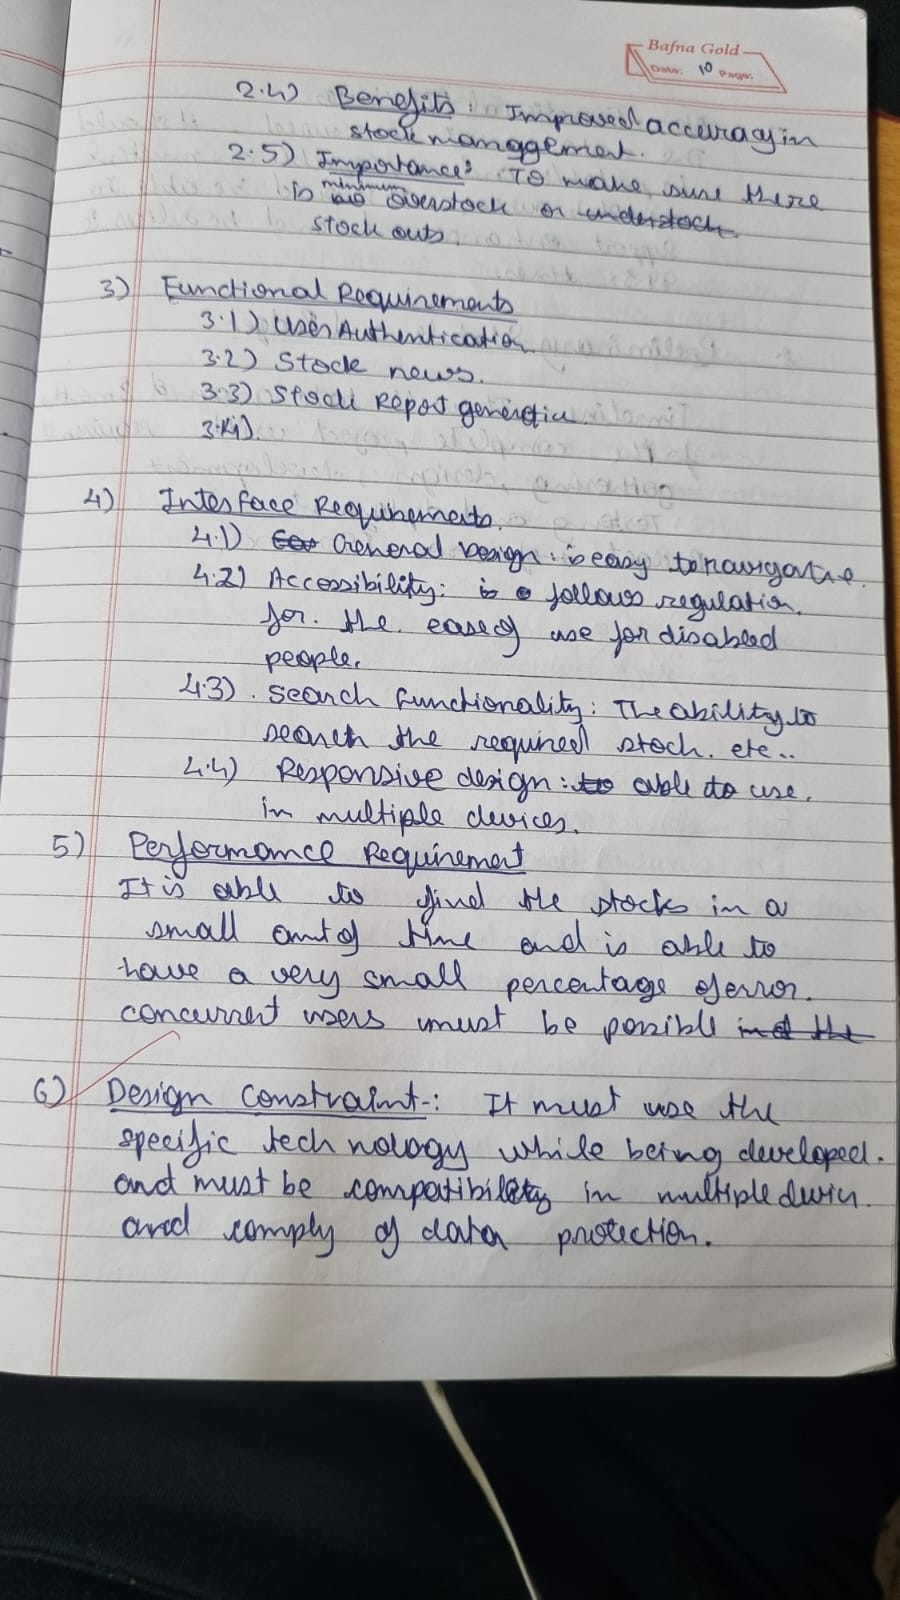 Bafna Gold
Date: 10 Page:
2.4) Benefits: Improved accuracy in
stock manggement.
2.5) Importance: To make sure there
is minimum overstock or understock
stock outs.
3) Functional Requirements
3.1) User Authentication
3.2) Stock news.
3.3) Stock Report generatio
4) Interface Requirements.
4.1) General Design: is easy to navigate.
4.2) Accessibility: is follows regulation.
for. the. ease of use for disabled
people.
4.3). Search functionality: The ability to
search the required stock. etc..
4.4) Responsive design: to able to use.
in multiple devices.
5) Performance Requirement
It is able to find the stocks in a
small amt of time and is able to
have a very small percentage of error.
concurrent users must be possible in the
6) Design constraint-: It must use the
specific technology while being developed.
and must be compatibility in multiple
and comply of data protection.